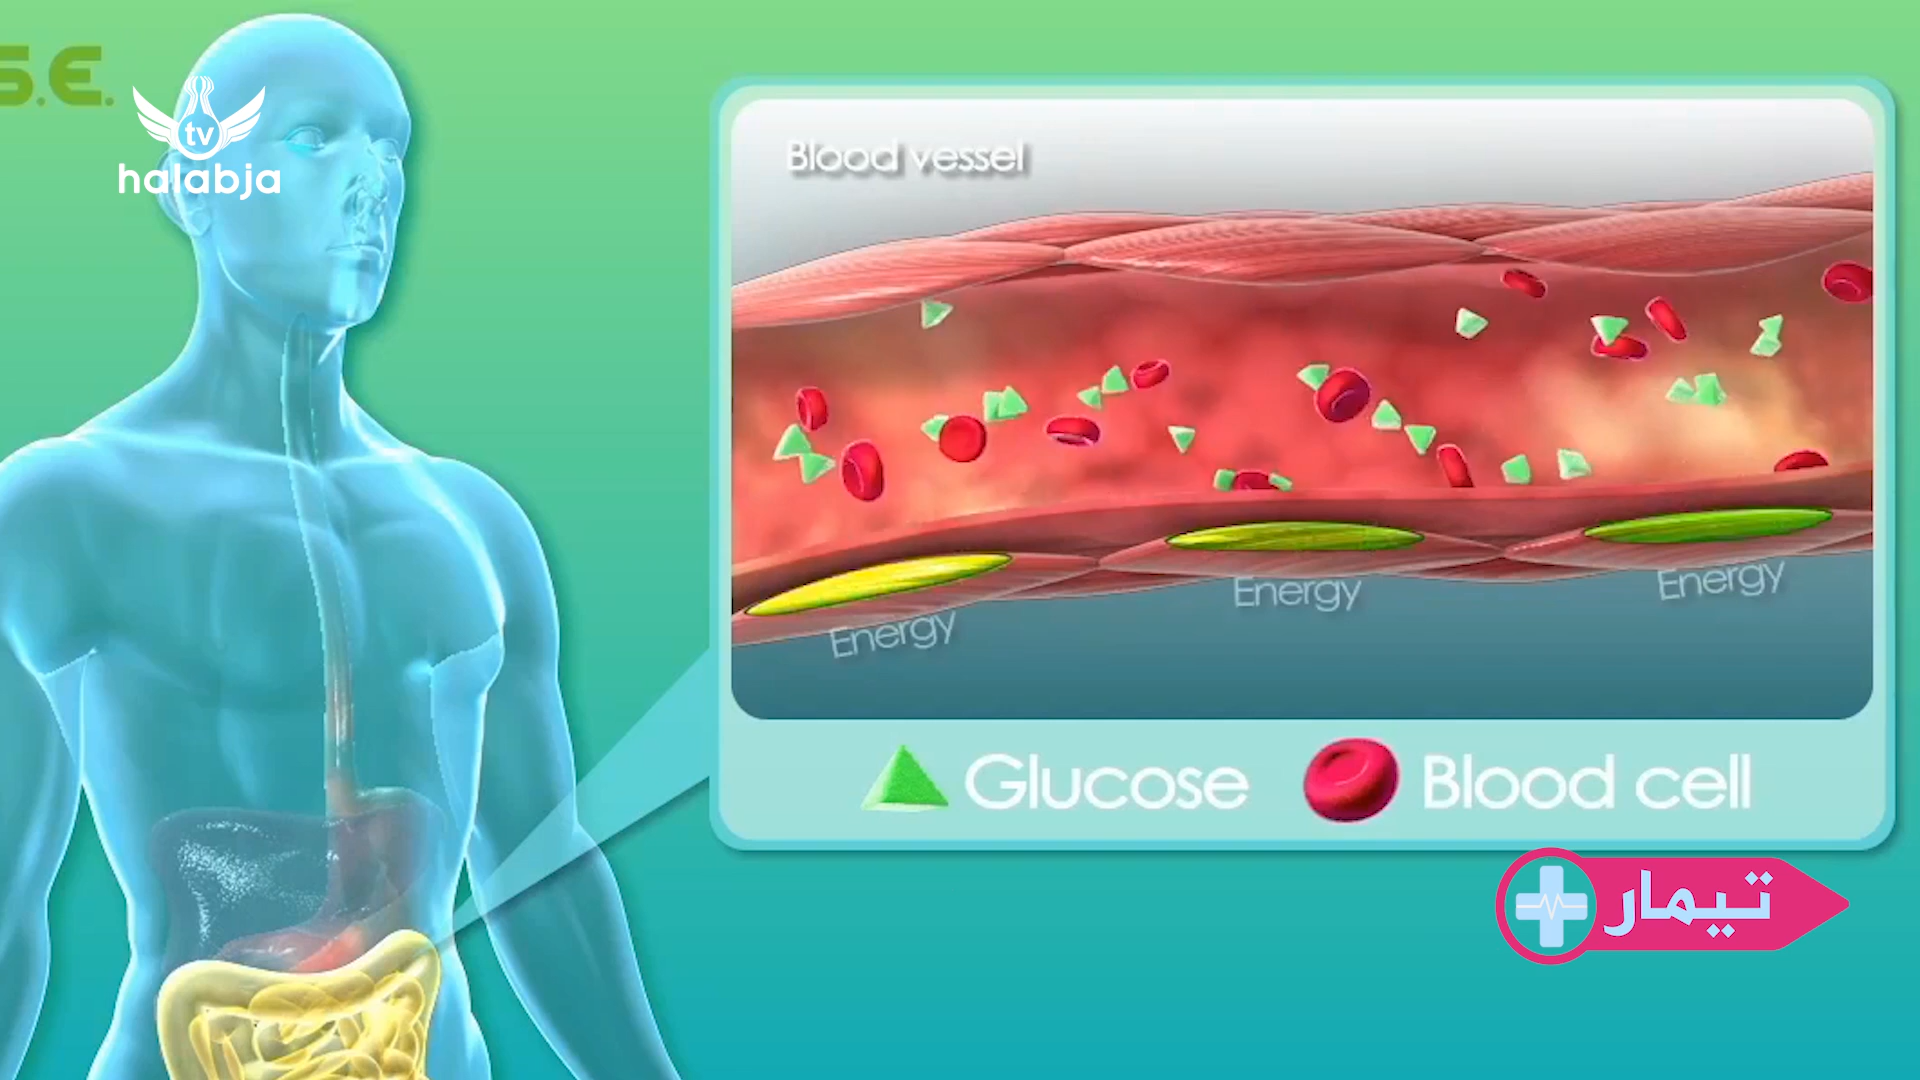 S.E.
tv
halabja
Blood vessel
Energy
Energy
Energy
Glucose
Blood cell
تیمار